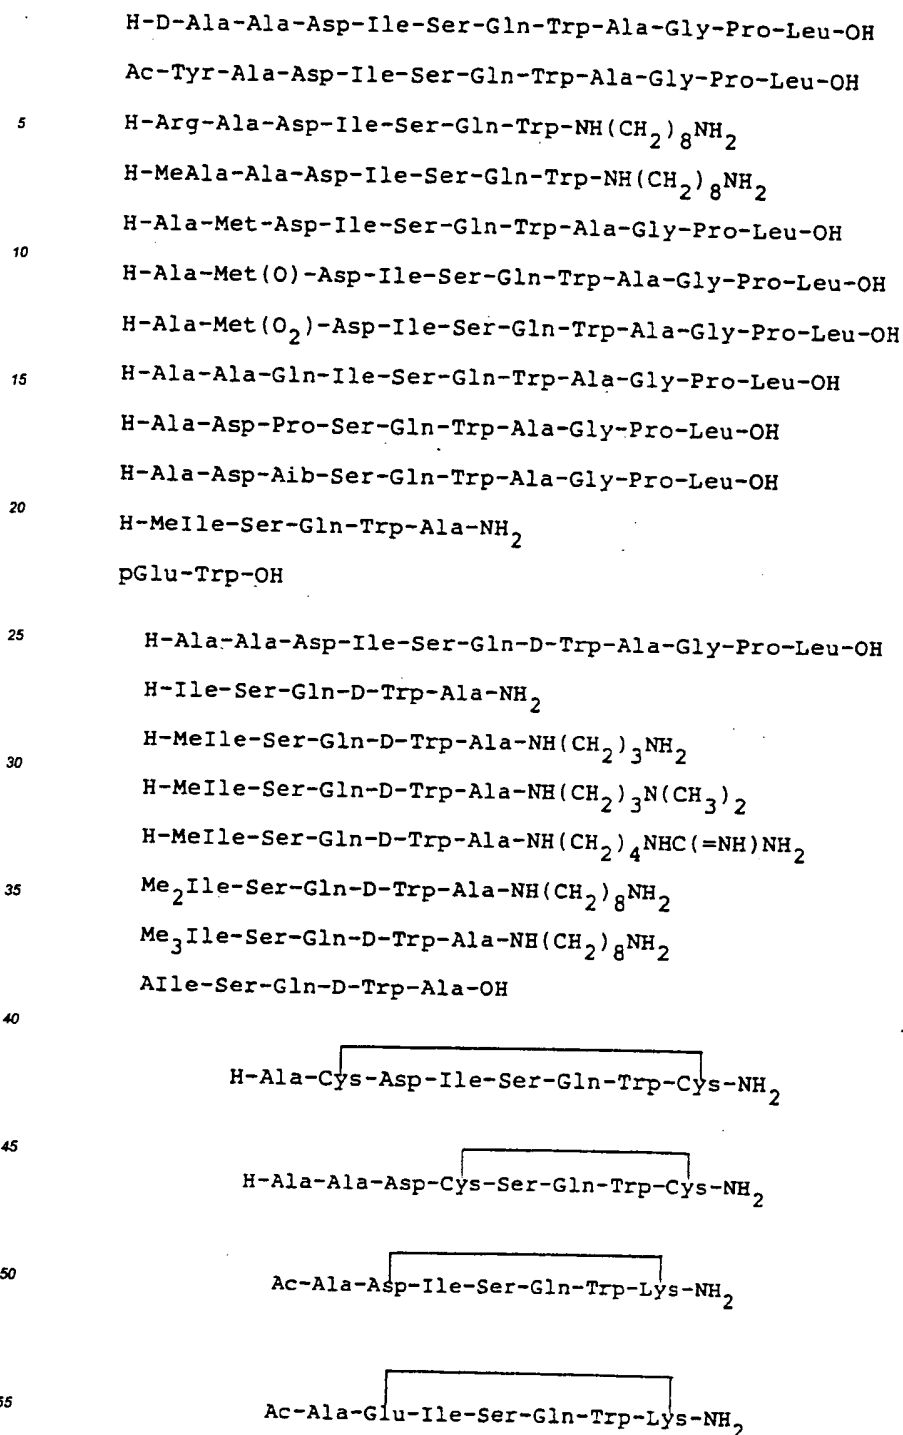 H-D-Ala-Ala-Asp-Ile-Ser-Gln-Trp-Ala-Gly-Pro-Leu-OH
Ac-Tyr-Ala-Asp-Ile-Ser-Gln-Trp-Ala-Gly-Pro-Leu-OH
5 H-Arg-Ala-Asp-Ile-Ser-Gln-Trp-NH(CH2)8NH2
H-MeAla-Ala-Asp-Ile-Ser-Gln-Trp-NH(CH2)8NH2
H-Ala-Met-Asp-Ile-Ser-Gln-Trp-Ala-Gly-Pro-Leu-OH
10 H-Ala-Met(O)-Asp-Ile-Ser-Gln-Trp-Ala-Gly-Pro-Leu-OH
H-Ala-Met(O2)-Asp-Ile-Ser-Gln-Trp-Ala-Gly-Pro-Leu-OH
15 H-Ala-Ala-Gln-Ile-Ser-Gln-Trp-Ala-Gly-Pro-Leu-OH
H-Ala-Asp-Pro-Ser-Gln-Trp-Ala-Gly-Pro-Leu-OH
H-Ala-Asp-Aib-Ser-Gln-Trp-Ala-Gly-Pro-Leu-OH
20 H-MeIle-Ser-Gln-Trp-Ala-NH2
pGlu-Trp-OH
25 H-Ala-Ala-Asp-Ile-Ser-Gln-D-Trp-Ala-Gly-Pro-Leu-OH
H-Ile-Ser-Gln-D-Trp-Ala-NH2
H-MeIle-Ser-Gln-D-Trp-Ala-NH(CH2)3NH2
30 H-MeIle-Ser-Gln-D-Trp-Ala-NH(CH2)3N(CH3)2
H-MeIle-Ser-Gln-D-Trp-Ala-NH(CH2)4NHC(=NH)NH2
35 Me2Ile-Ser-Gln-D-Trp-Ala-NH(CH2)8NH2
Me3Ile-Ser-Gln-D-Trp-Ala-NH(CH2)8NH2
AIle-Ser-Gln-D-Trp-Ala-OH
40
H-Ala-Cys-Asp-Ile-Ser-Gln-Trp-Cys-NH2
45
H-Ala-Ala-Asp-Cys-Ser-Gln-Trp-Cys-NH2
50 Ac-Ala-Asp-Ile-Ser-Gln-Trp-Lys-NH2
55 Ac-Ala-Glu-Ile-Ser-Gln-Trp-Lys-NH2